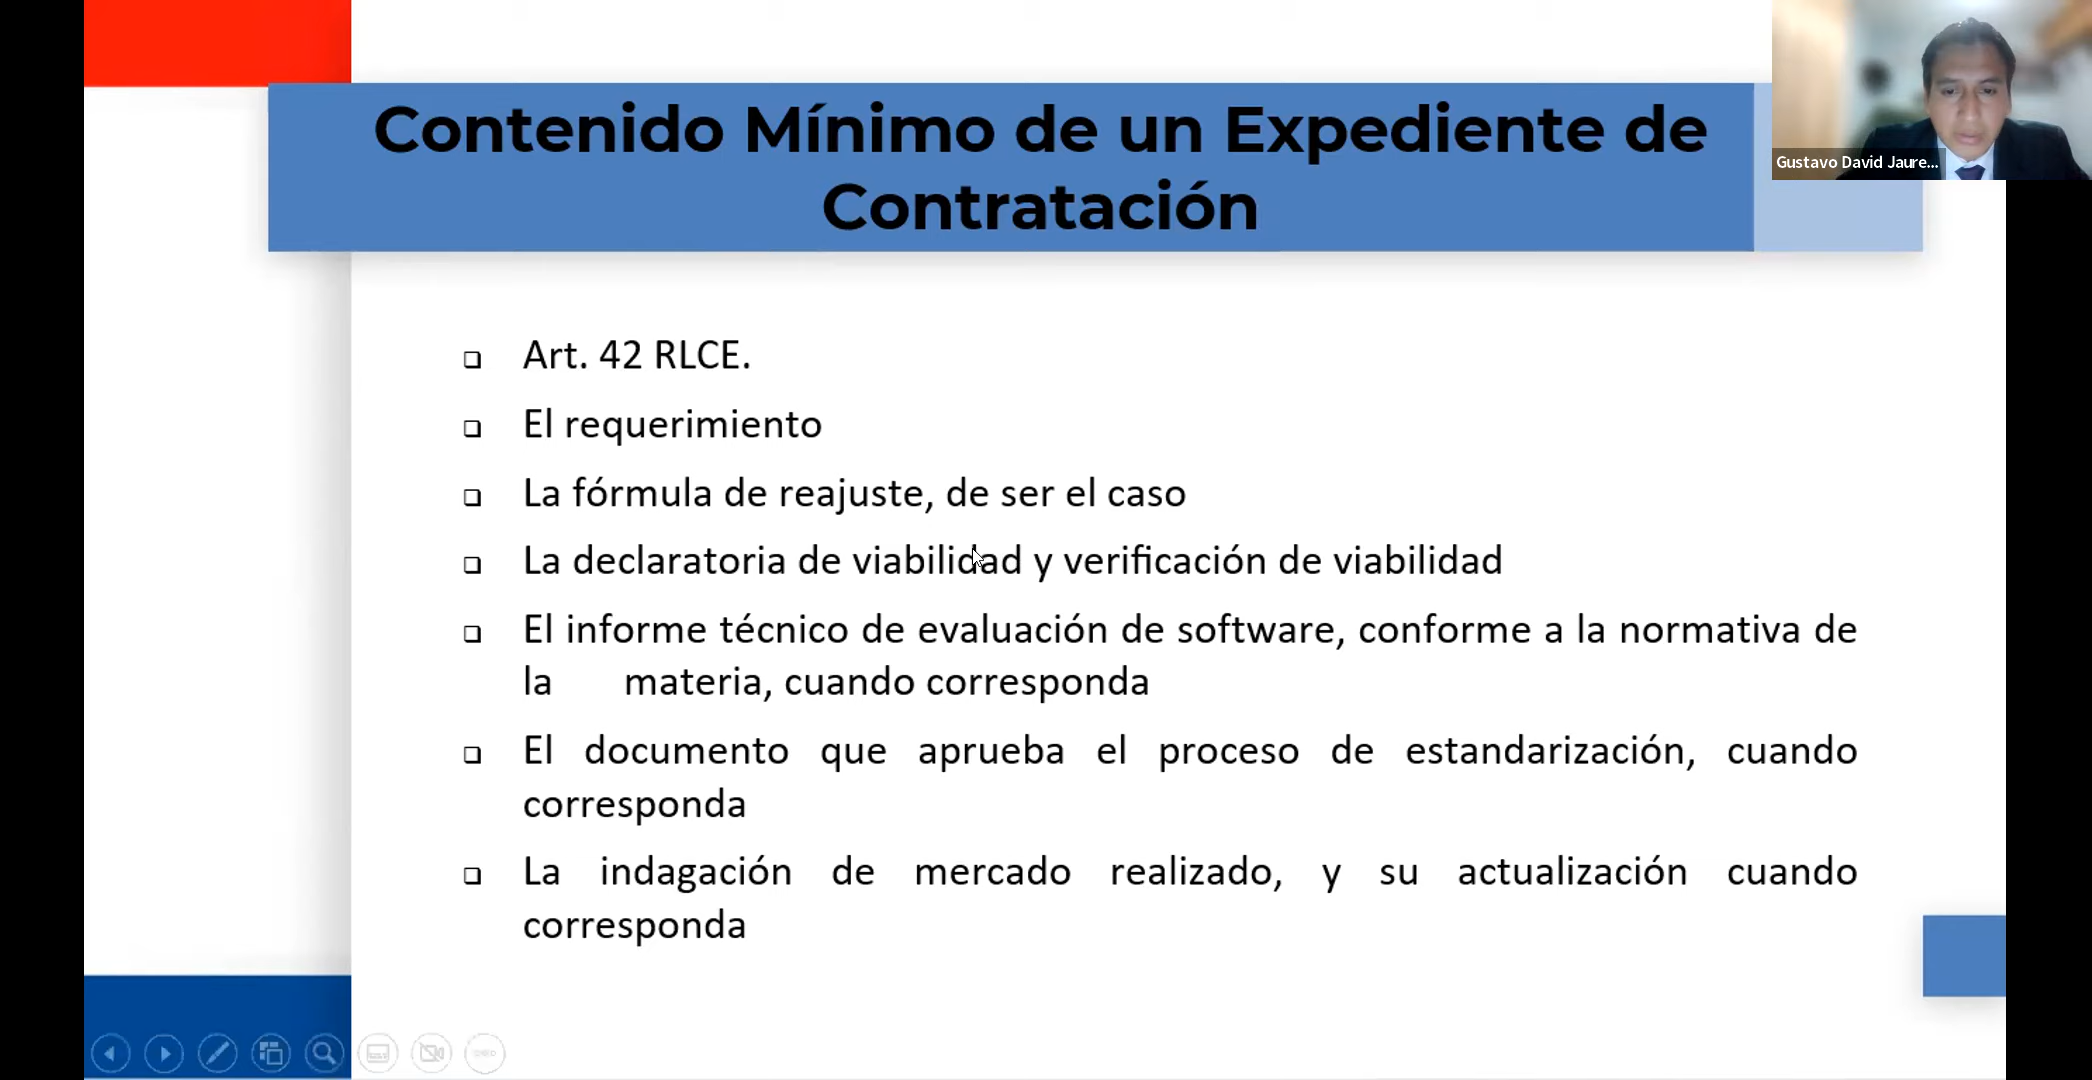 Contenido Mínimo de un Expediente de
Contratación
Gustavo David Jaure...
❑ Art. 42 RLCE.
❑ El requerimiento
❑ La fórmula de reajuste, de ser el caso
❑ La declaratoria de viabilidad y verificación de viabilidad
❑ El informe técnico de evaluación de software, conforme a la normativa de
la materia, cuando corresponda
❑ El documento que aprueba el proceso de estandarización, cuando
corresponda
❑ La indagación de mercado realizado, y su actualización cuando
corresponda